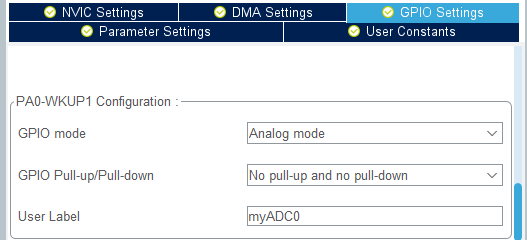 NVIC Settings DMA Settings GPIO Settings
Parameter Settings User Constants
PA0-WKUP1 Configuration :
GPIO mode Analog mode
GPIO Pull-up/Pull-down No pull-up and no pull-down
User Label myADC0